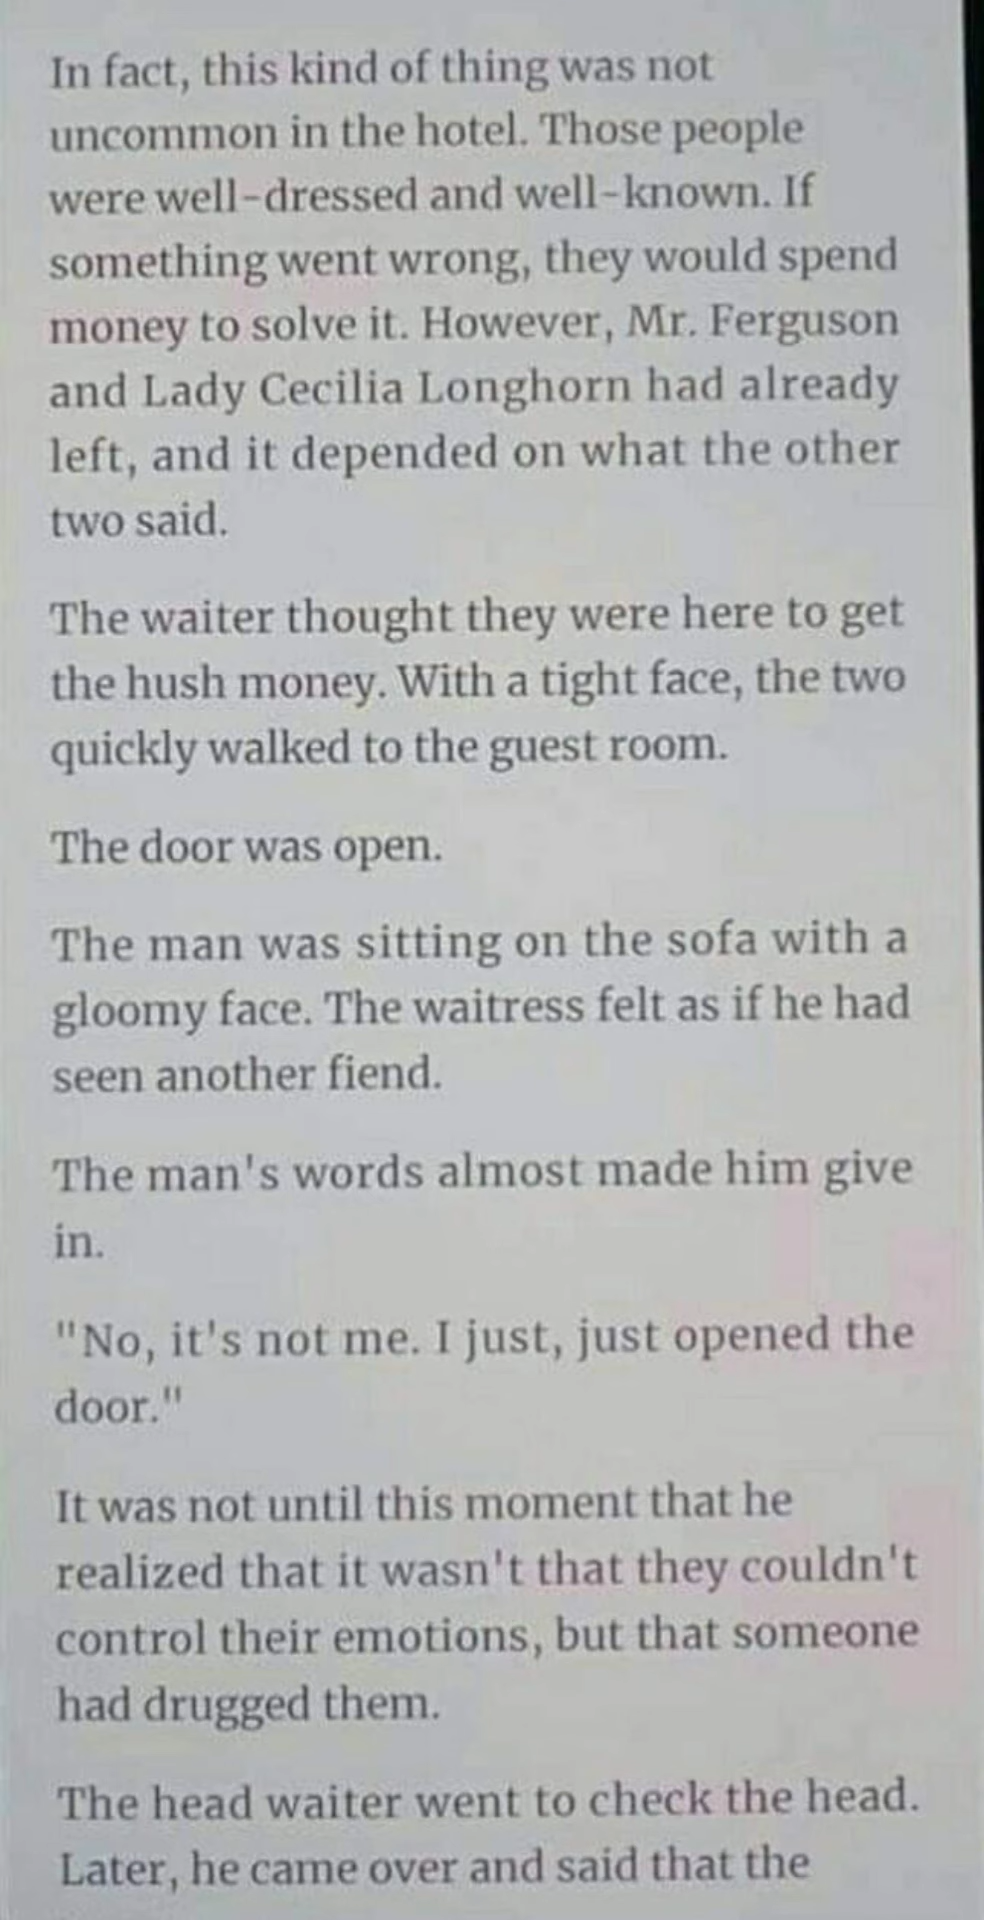 In fact, this kind of thing was not
uncommon in the hotel. Those people
were well-dressed and well-known. If
something went wrong, they would spend
money to solve it. However, Mr. Ferguson
and Lady Cecilia Longhorn had already
left, and it depended on what the other
two said.
The waiter thought they were here to get
the hush money. With a tight face, the two
quickly walked to the guest room.
The door was open.
The man was sitting on the sofa with a
gloomy face. The waitress felt as if he had
seen another fiend.
The man's words almost made him give
in.
"No, it's not me. I just, just opened the
door."
It was not until this moment that he
realized that it wasn't that they couldn't
control their emotions, but that someone
had drugged them.
The head waiter went to check the head.
Later, he came over and said that the